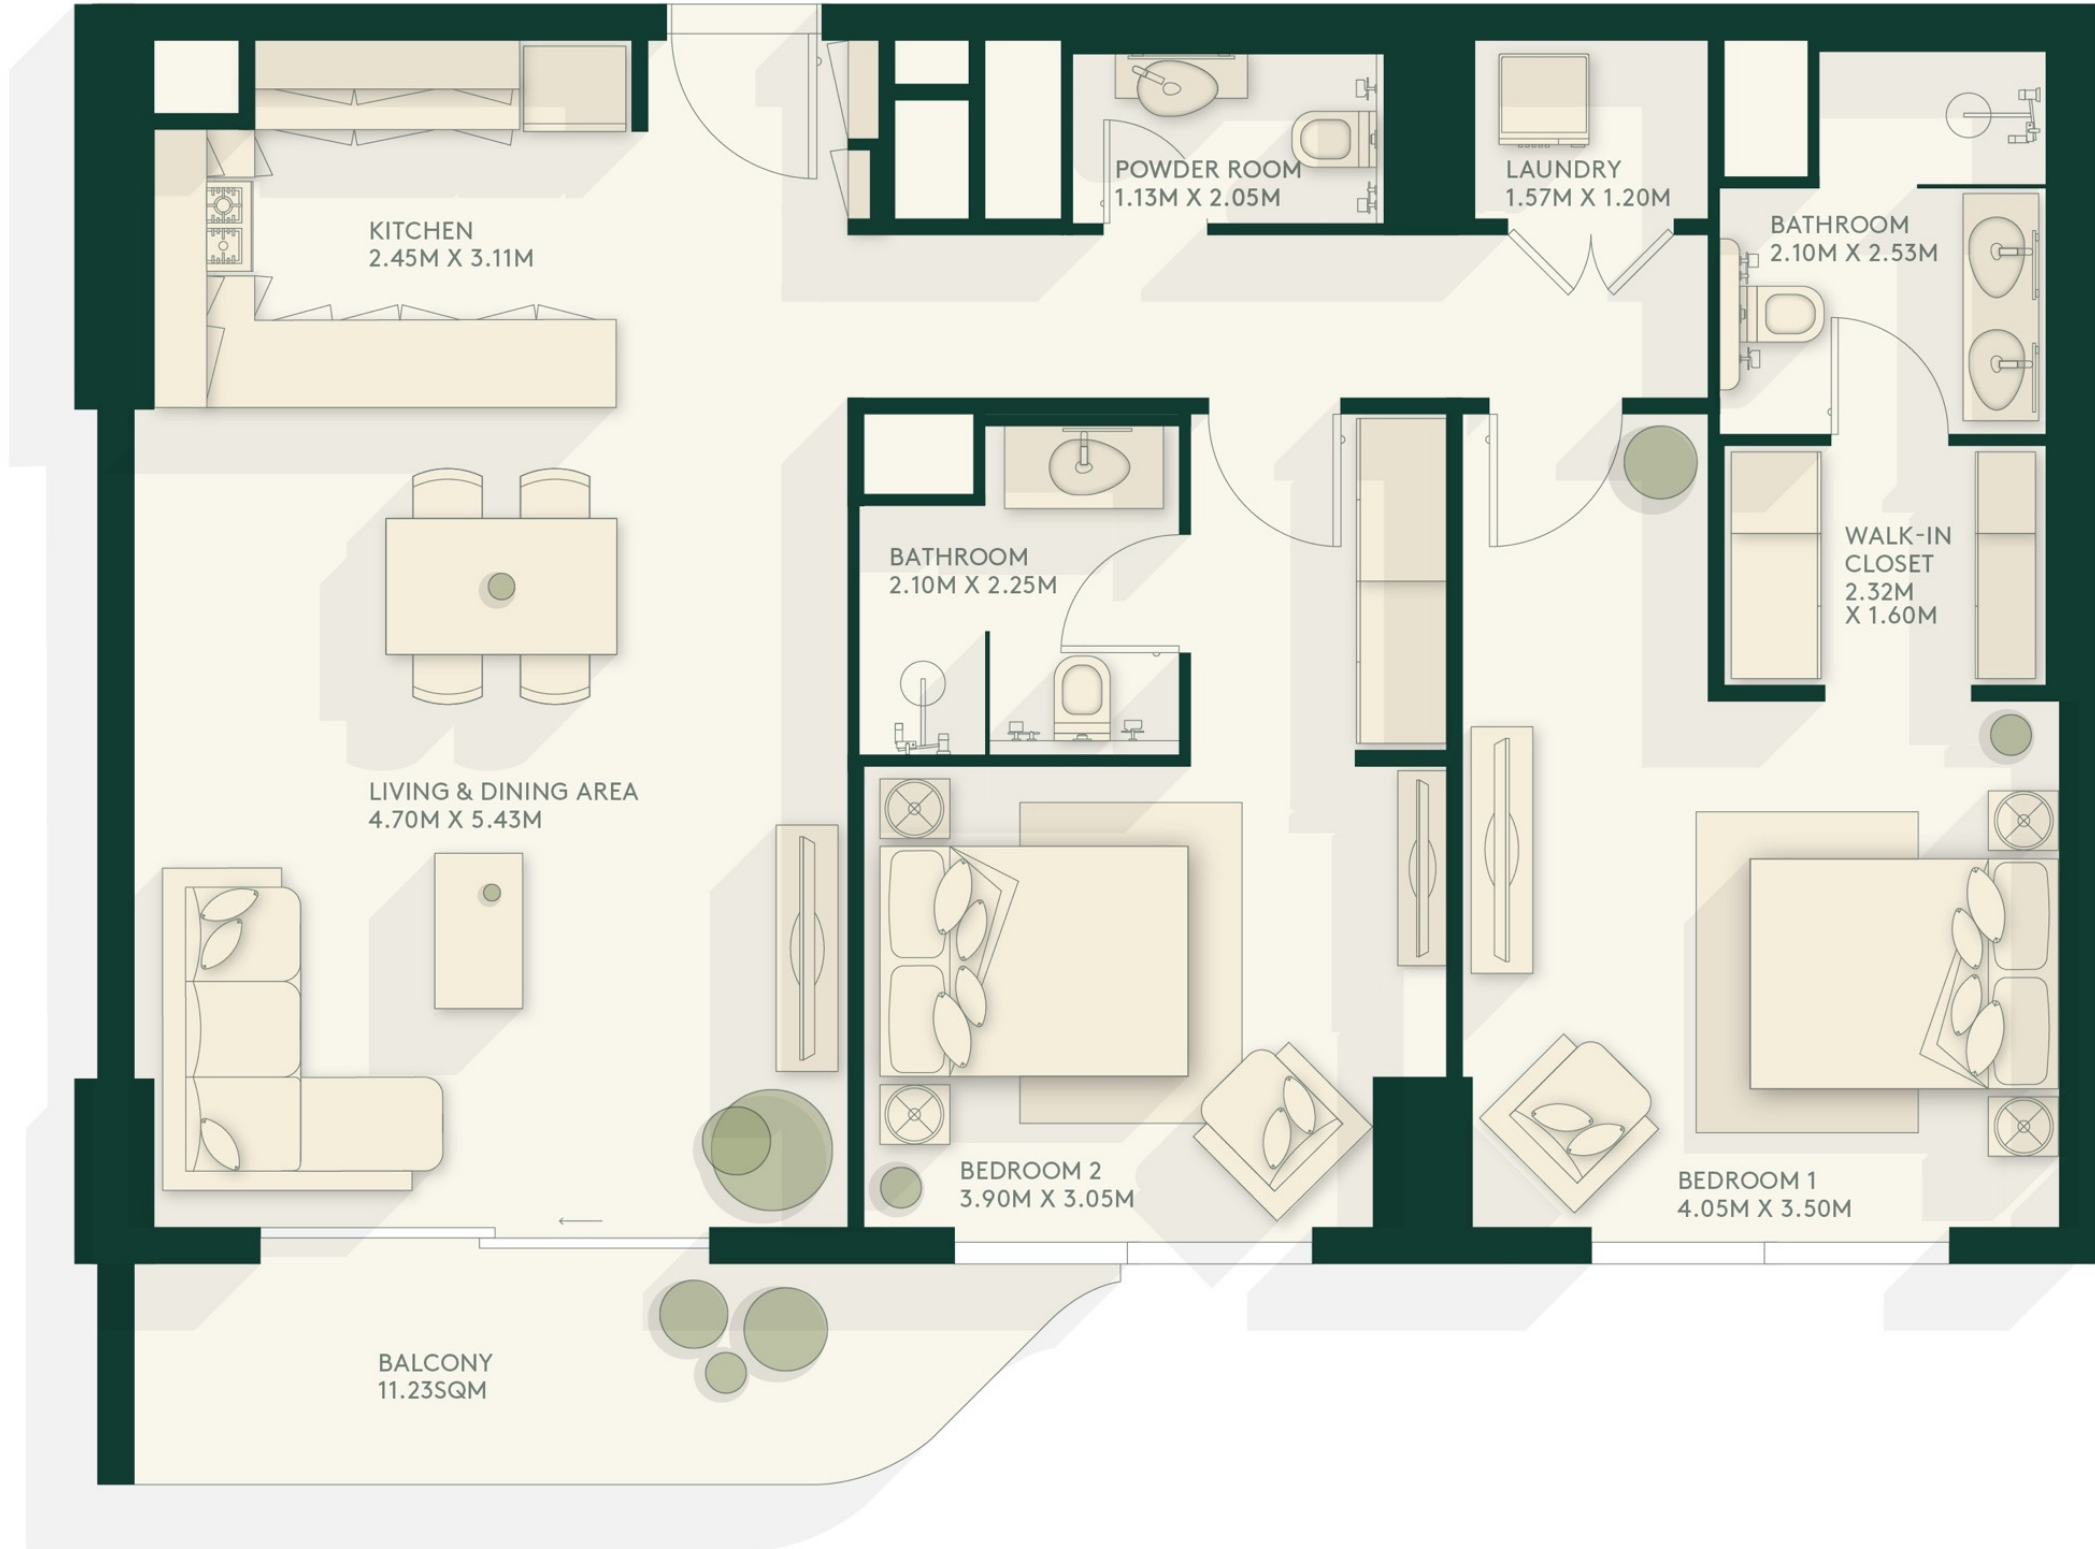 POWDER ROOM
1.13M X 2.05M
LAUNDRY
1.57M X 1.20M
KITCHEN
2.45M X 3.11M
BATHROOM
2.10M X 2.53M
BATHROOM
2.10M X 2.25M
WALK-IN
CLOSET
2.32M
X 1.60M
LIVING & DINING AREA
4.70M X 5.43M
BEDROOM 2
3.90M X 3.05M
BEDROOM 1
4.05M X 3.50M
BALCONY
11.23SQM